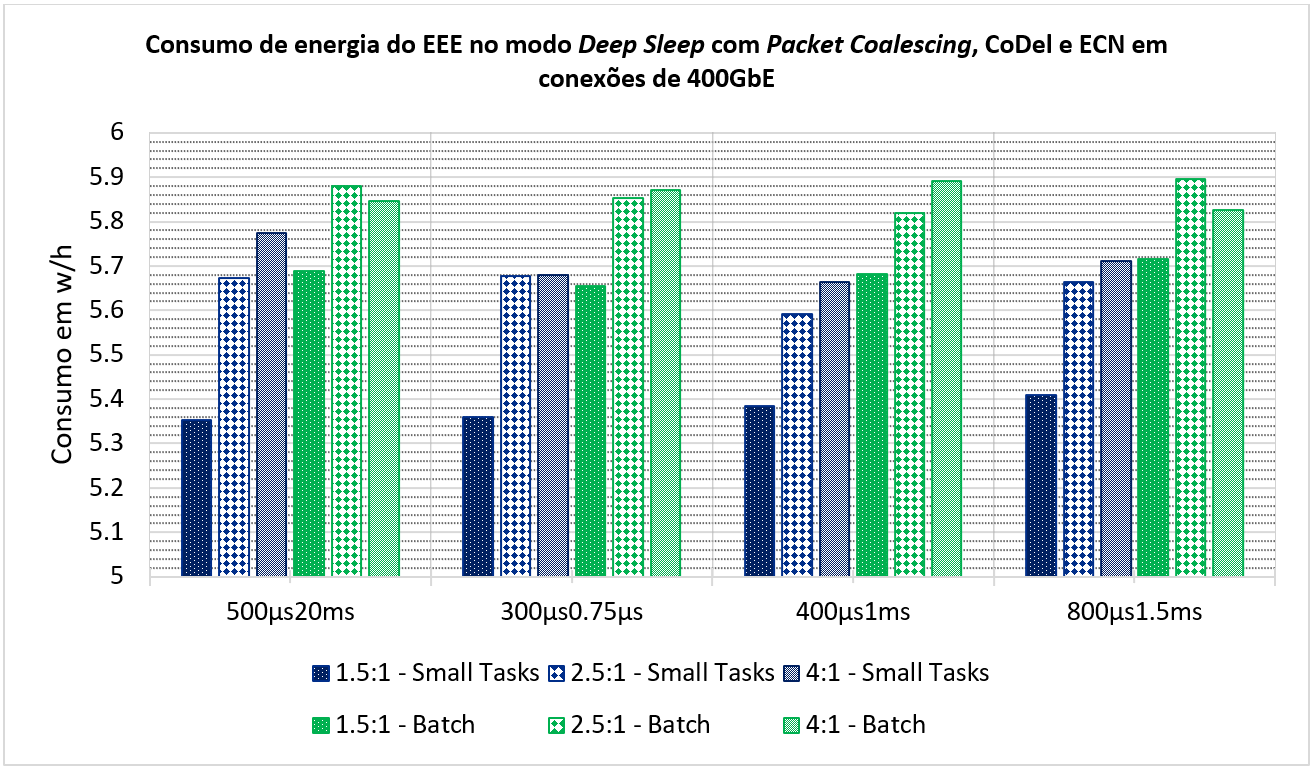 Consumo de energia do EEE no modo Deep Sleep com Packet Coalescing, CoDel e ECN em
conexões de 400GbE
Consumo em w/h
6
5.9
5.8
5.7
5.6
5.5
5.4
5.3
5.2
5.1
5
500µs20ms 300µs0.75µs 400µs1ms 800µs1.5ms
1.5:1 - Small Tasks 2.5:1 - Small Tasks 4:1 - Small Tasks
1.5:1 - Batch 2.5:1 - Batch 4:1 - Batch